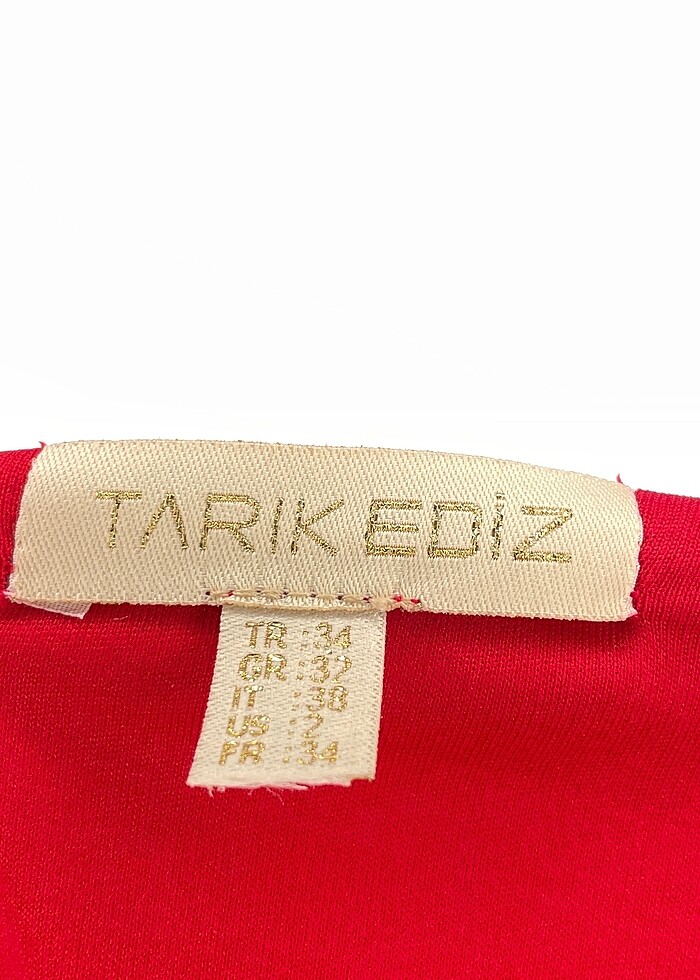 TARIK EDİZ
TR :34
GR :32
IT :38
US :2
FR :34